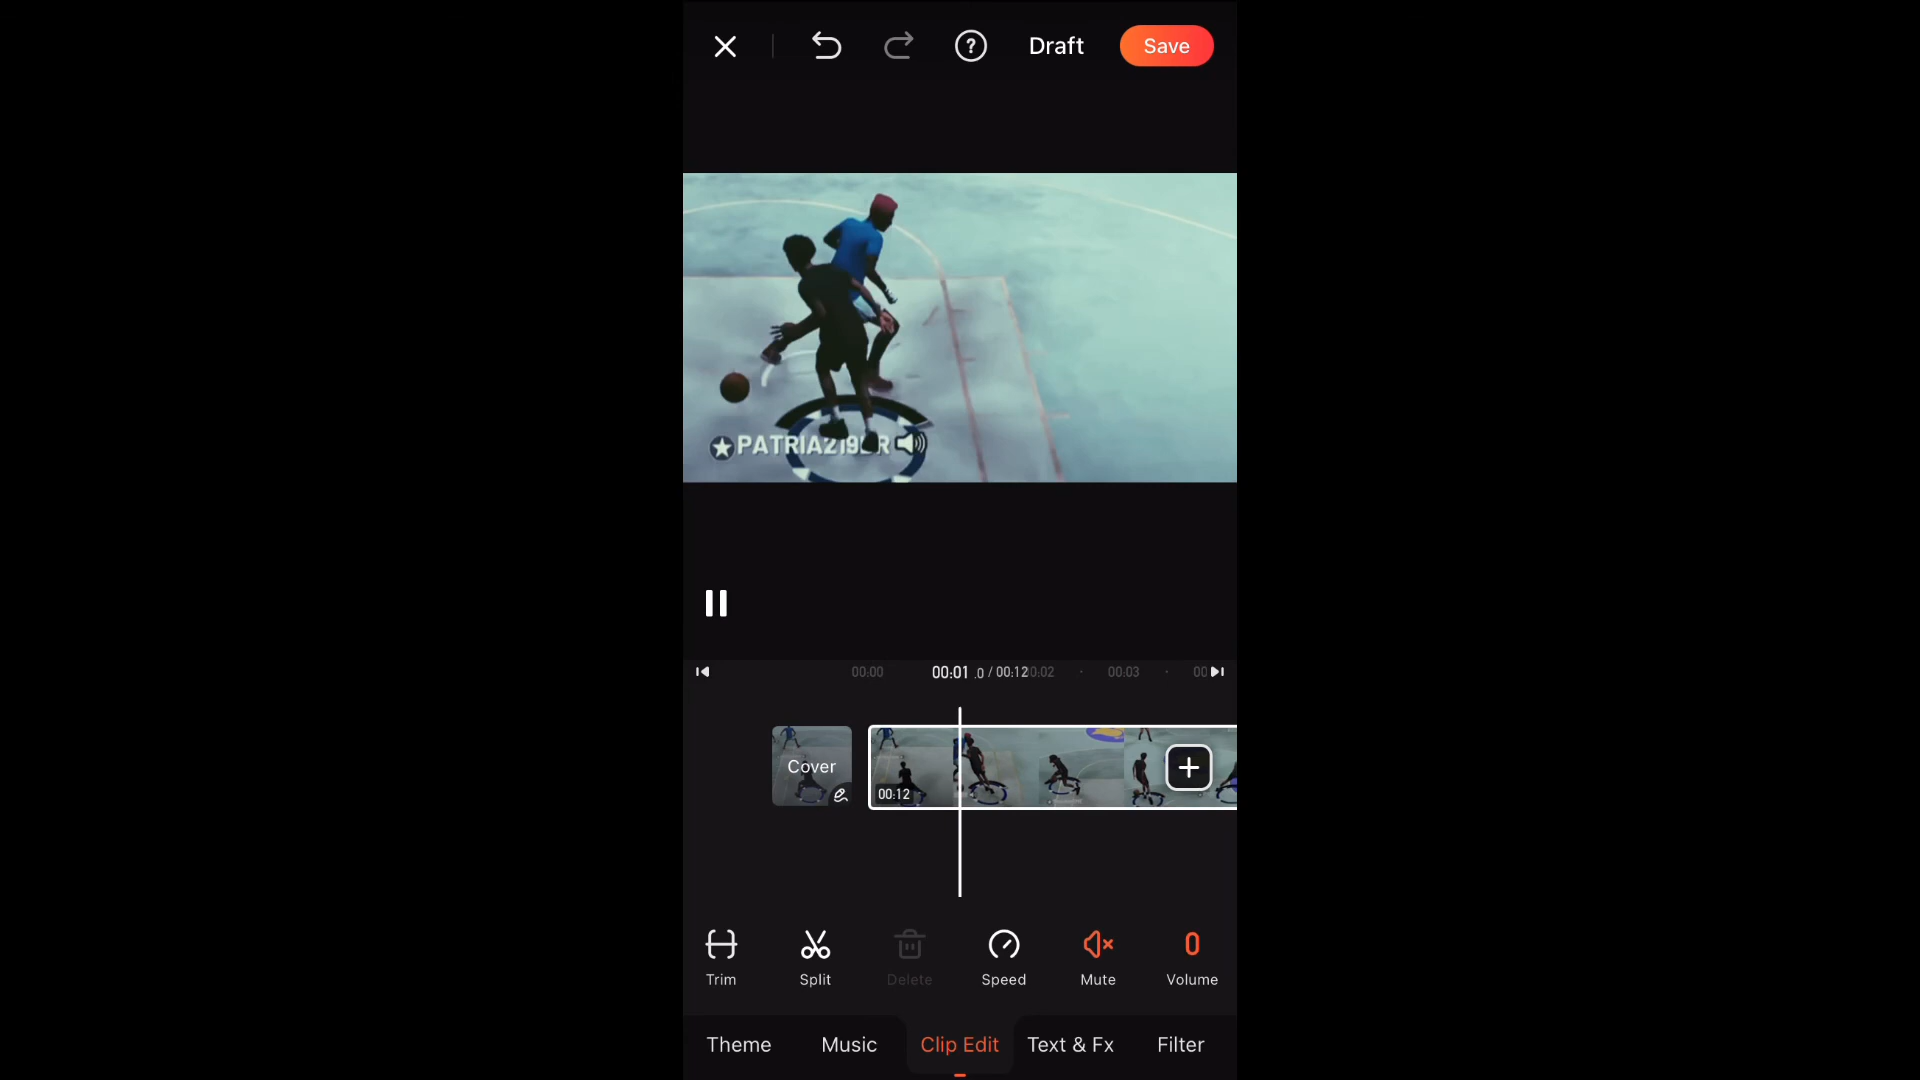 Draft
Save
00:00
00:01.0 / 00:12
00:03
Cover
00:12
Trim
Split
Delete
Speed
Mute
0
Volume
Theme
Music
Clip Edit
Text & Fx
Filter